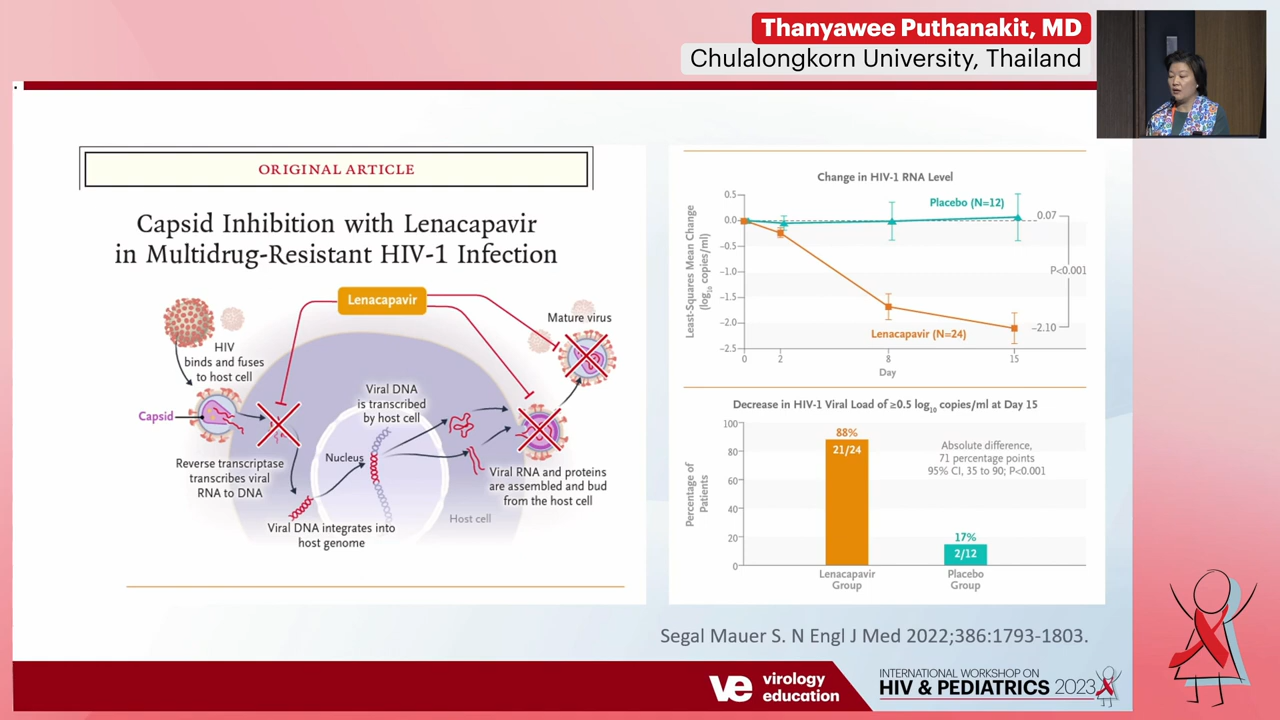 Thanyawee Puthanakit, MD
Chulalongkorn University, Thailand
ORIGINAL ARTICLE
Capsid Inhibition with Lenacapavir
in Multidrug-Resistant HIV-1 Infection
Lenacapavir
Mature virus
HIV
binds and fuses
to host cell
Capsid
Viral DNA
is transcribed
by host cell
Nucleus
Reverse transcriptase
transcribes viral
RNA to DNA
Viral RNA and proteins
are assembled and bud
from the host cell
Viral DNA integrates into
host genome
Host cell
Change in HIV-1 RNA Level
Least-Squares Mean Change
(log10 copies/ml)
0.5
0.0
−0.5
−1.0
−1.5
−2.0
−2.5
Placebo (N=12)
0.07
P<0.001
Lenacapavir (N=24)
−2.10
0
2
8
15
Day
Decrease in HIV-1 Viral Load of ≥0.5 log10 copies/ml at Day 15
Percentage of
Patients
100
80
60
40
20
0
88%
21/24
Absolute difference,
71 percentage points
95% CI, 35 to 90; P<0.001
17%
2/12
Lenacapavir
Group
Placebo
Group
Segal Mauer S. N Engl J Med 2022;386:1793-1803.
ve virology
education
INTERNATIONAL WORKSHOP ON
HIV & PEDIATRICS 2023